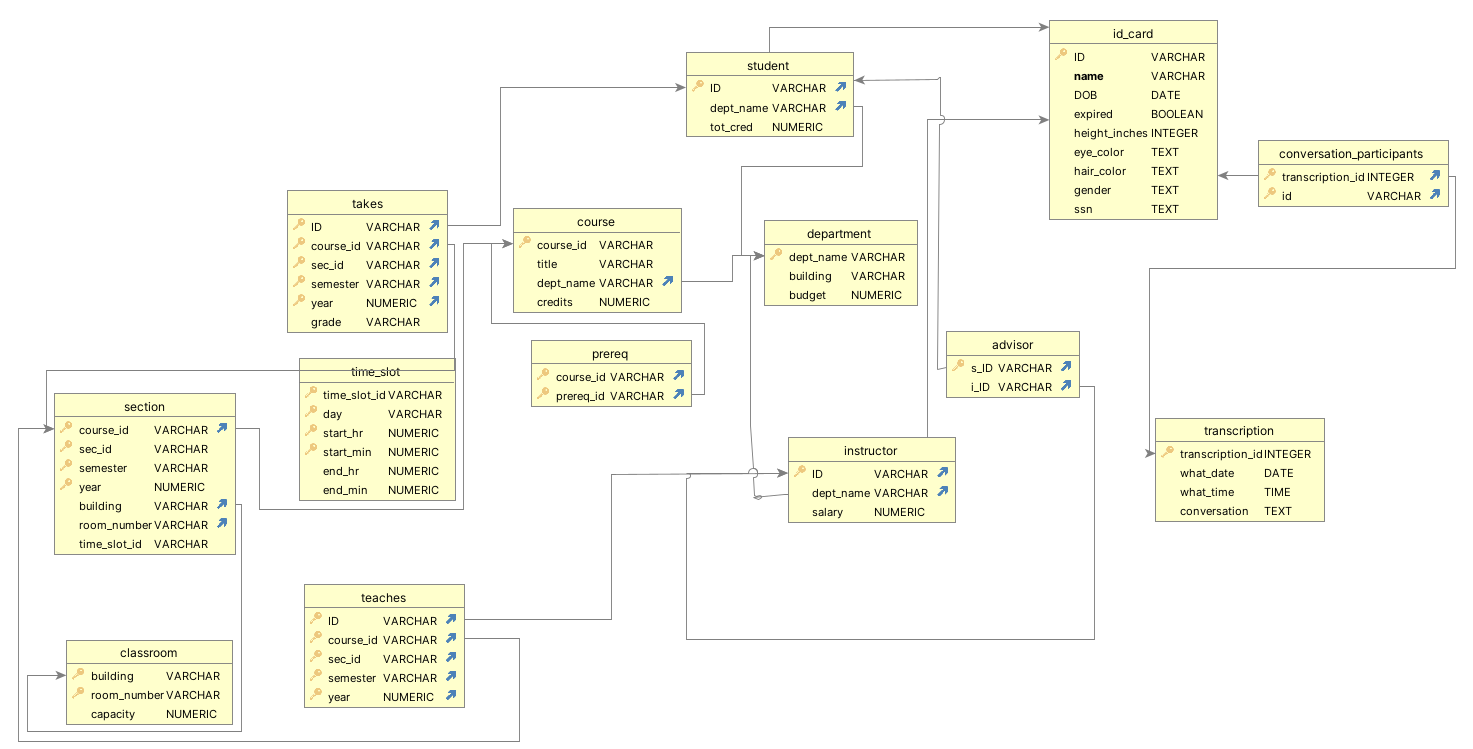 id_card
ID VARCHAR
name VARCHAR
DOB DATE
expired BOOLEAN
height_inches INTEGER
eye_color TEXT
hair_color TEXT
gender TEXT
ssn TEXT
student
ID VARCHAR
dept_name VARCHAR
tot_cred NUMERIC
conversation_participants
transcription_id INTEGER
id VARCHAR
takes
ID VARCHAR
course_id VARCHAR
sec_id VARCHAR
semester VARCHAR
year NUMERIC
grade VARCHAR
course
course_id VARCHAR
title VARCHAR
dept_name VARCHAR
credits NUMERIC
department
dept_name VARCHAR
building VARCHAR
budget NUMERIC
advisor
s_ID VARCHAR
i_ID VARCHAR
prereq
course_id VARCHAR
prereq_id VARCHAR
time_slot
time_slot_id VARCHAR
day VARCHAR
start_hr NUMERIC
start_min NUMERIC
end_hr NUMERIC
end_min NUMERIC
section
course_id VARCHAR
sec_id VARCHAR
semester VARCHAR
year NUMERIC
building VARCHAR
room_number VARCHAR
time_slot_id VARCHAR
transcription
transcription_id INTEGER
what_date DATE
what_time TIME
conversation TEXT
instructor
ID VARCHAR
dept_name VARCHAR
salary NUMERIC
teaches
ID VARCHAR
course_id VARCHAR
sec_id VARCHAR
semester VARCHAR
year NUMERIC
classroom
building VARCHAR
room_number VARCHAR
capacity NUMERIC